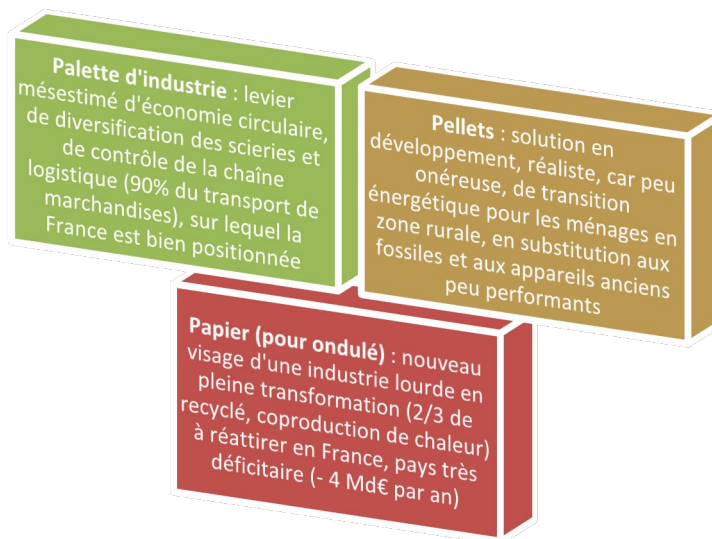 Palette d'industrie : levier
mésestimé d'économie circulaire,
de diversification des scieries et
de contrôle de la chaîne
logistique (90% du transport de
marchandises), sur lequel la
France est bien positionnée
Pellets : solution en
développement, réaliste, car peu
onéreuse, de transition
énergétique pour les ménages en
zone rurale, en substitution aux
fossiles et aux appareils anciens
peu performants
Papier (pour ondulé) : nouveau
visage d'une industrie lourde en
pleine transformation (2/3 de
recyclé, coproduction de chaleur)
à réattirer en France, pays très
déficitaire (- 4 Md€ par an)